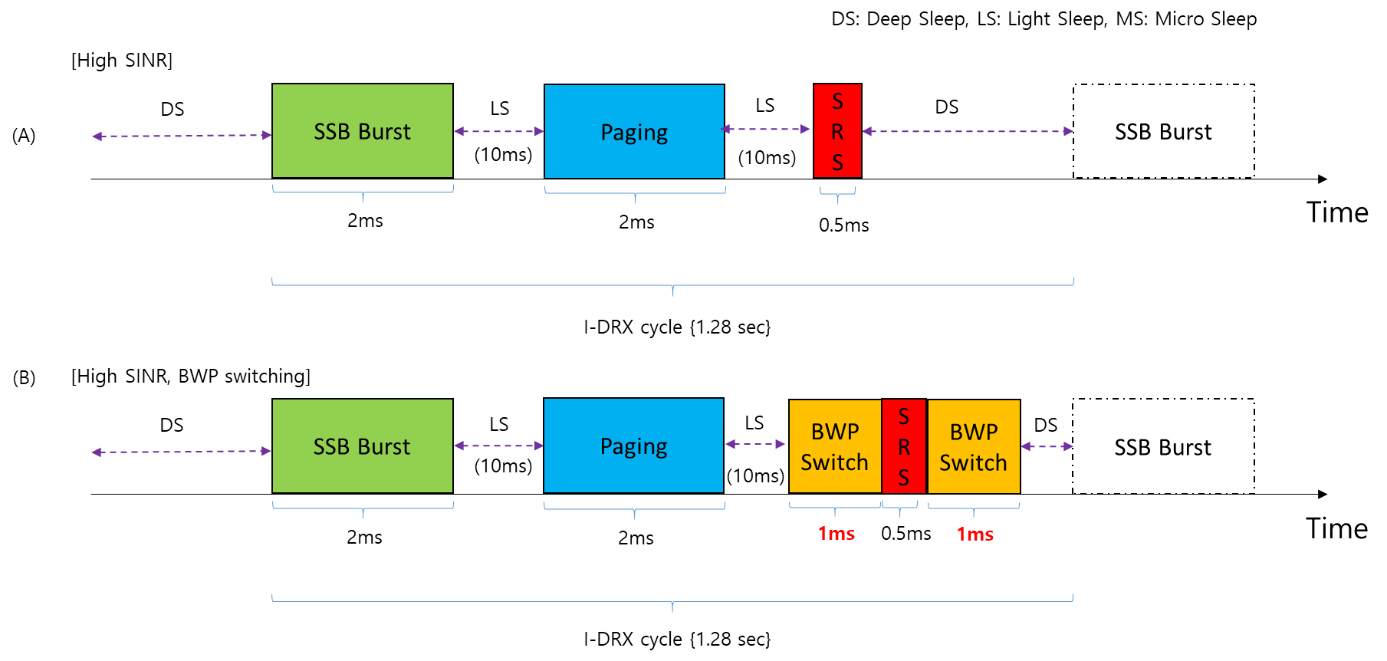 DS: Deep Sleep, LS: Light Sleep, MS: Micro Sleep
[High SINR]
(A)
DS
SSB Burst
LS
(10ms)
Paging
LS
(10ms)
S
R
S
DS
SSB Burst
2ms
2ms
0.5ms
Time
I-DRX cycle {1.28 sec}
(B)
[High SINR, BWP switching]
DS
SSB Burst
LS
(10ms)
Paging
LS
(10ms)
BWP
Switch
S
R
S
BWP
Switch
DS
SSB Burst
2ms
2ms
1ms
0.5ms
1ms
Time
I-DRX cycle {1.28 sec}